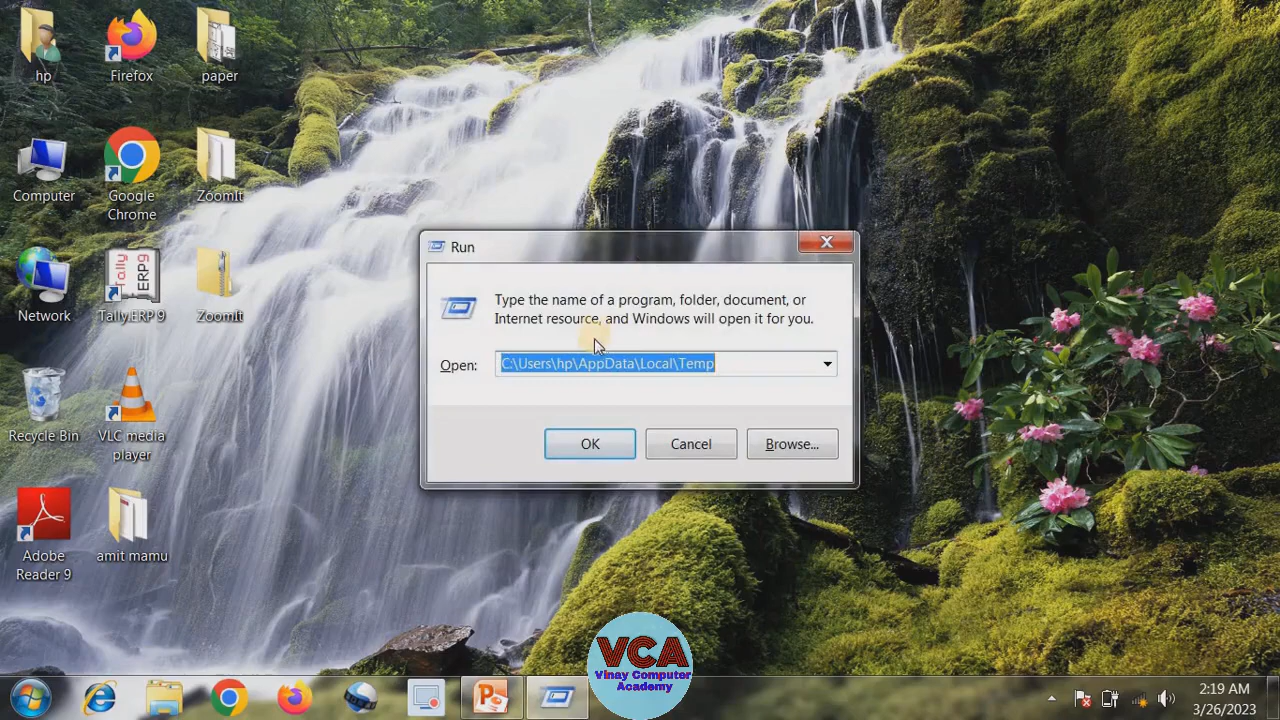 hp
Firefox
paper
Computer
Google
Chrome
ZoomIt
Network
Tally
ERP9
Tally.ERP 9
ZoomIt
Recycle Bin
VLC media
player
Adobe
Reader 9
amit mamu
Run
Type the name of a program, folder, document, or
Internet resource, and Windows will open it for you.
Open:
C:\Users\hp\AppData\Local\Temp
OK
Cancel
Browse...
VCA
Vinay Computer
Academy
2:19 AM
3/26/2023